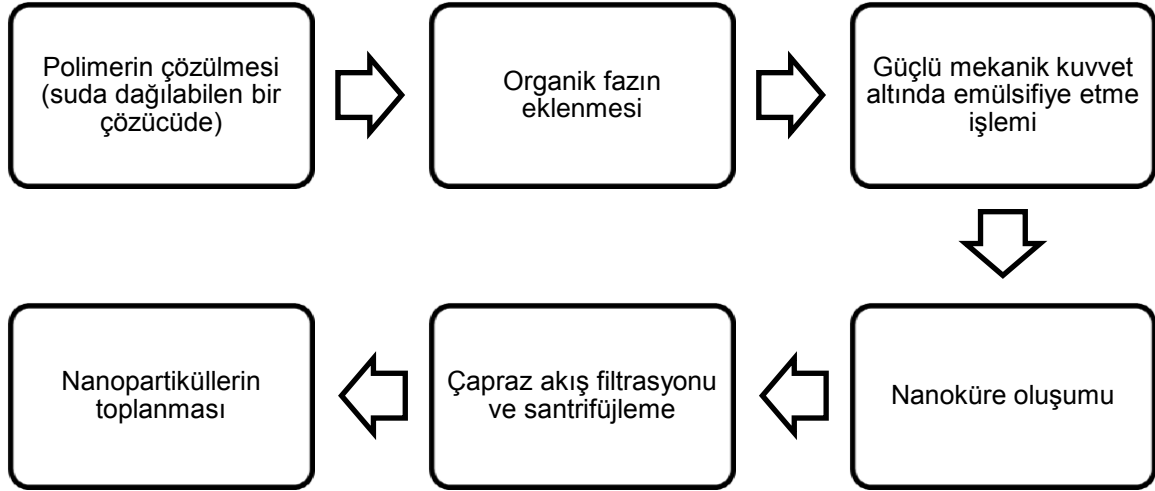 Polimerin çözülmesi
(suda dağılabilen bir
çözücüde)
Organik fazın
eklenmesi
Güçlü mekanik kuvvet
altında emülsifiye etme
işlemi
Nanoküre oluşumu
Çapraz akış filtrasyonu
ve santrifüjleme
Nanopartiküllerin
toplanması